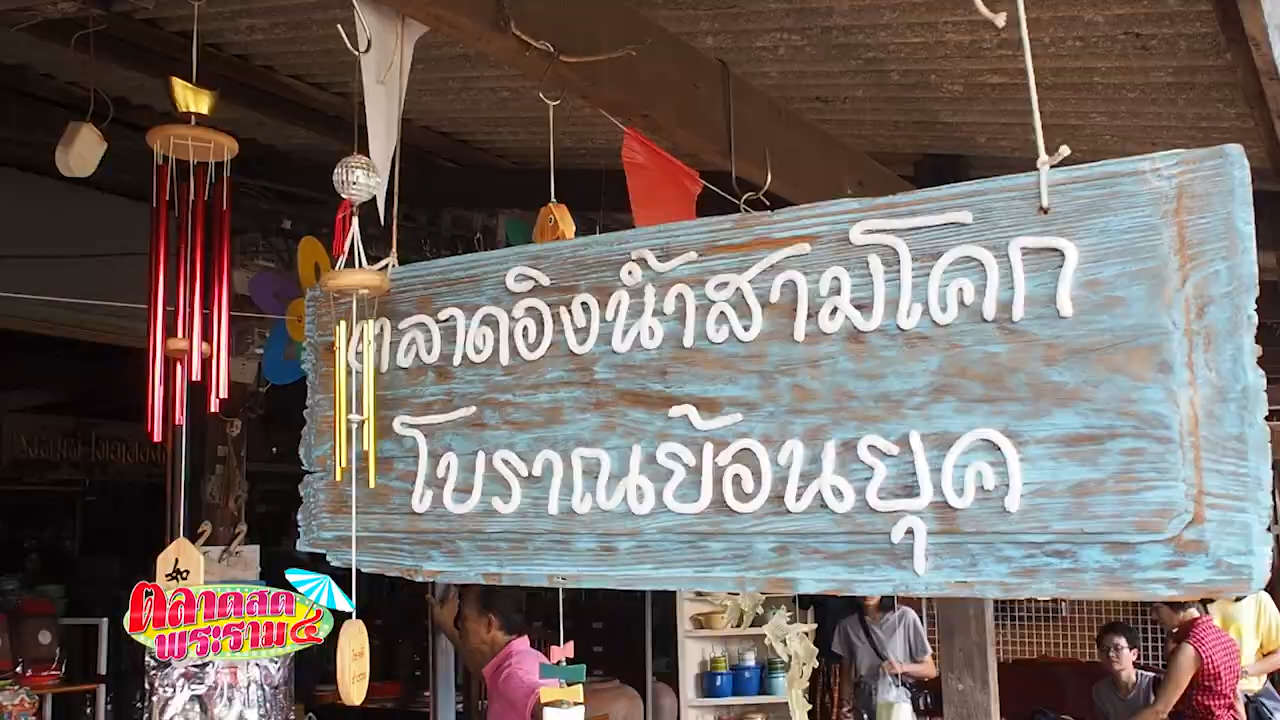 ตลาดอิงน้ำสามโคก
โบราณย้อนยุค
ตลาดสด
พระราม ๔